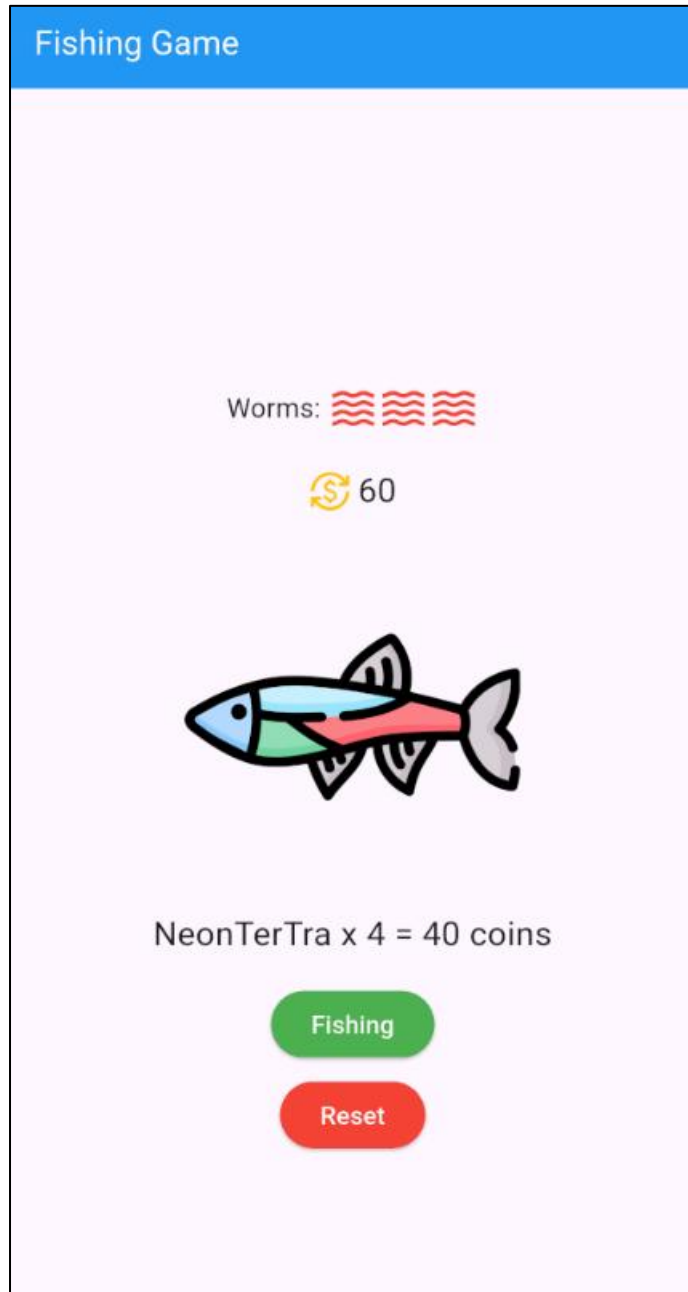 Fishing Game
Worms:
$ 60
NeonTerTra x 4 = 40 coins
Fishing
Reset